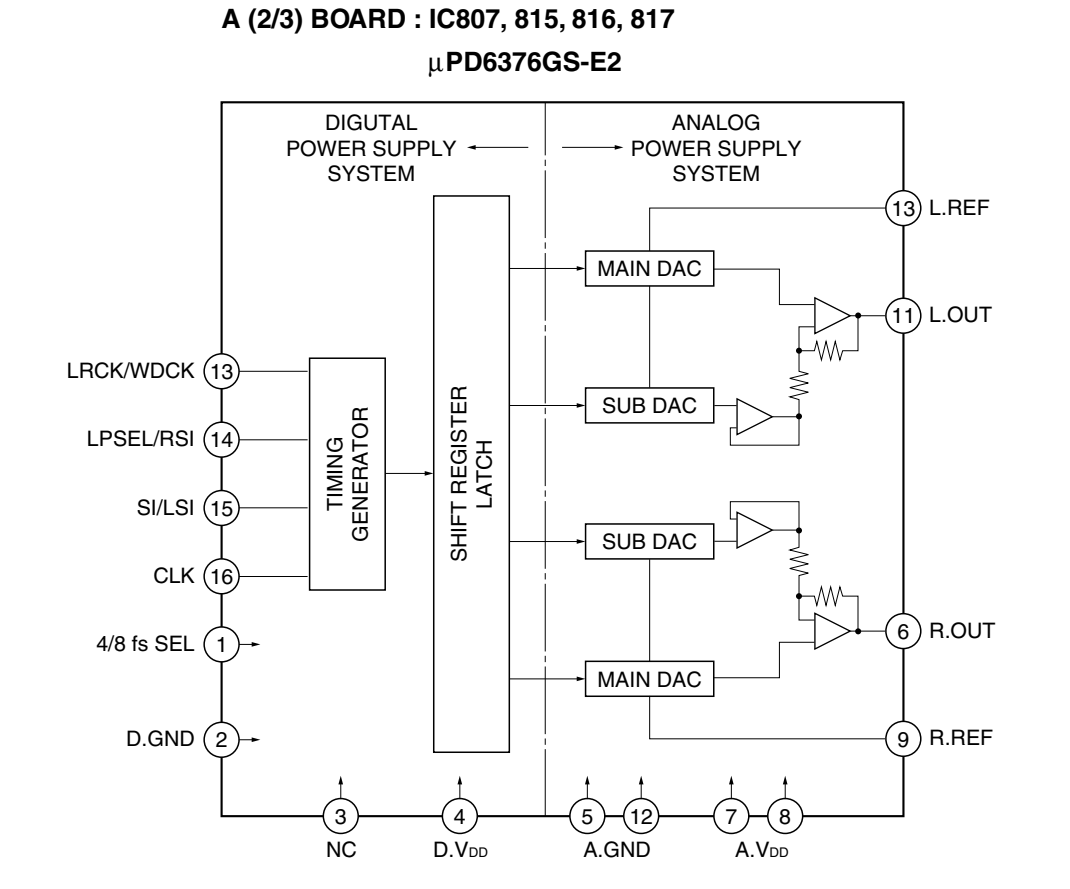 A (2/3) BOARD : IC807, 815, 816, 817
μPD6376GS-E2
DIGUTAL
POWER SUPPLY
SYSTEM
ANALOG
POWER SUPPLY
SYSTEM
13 L.REF
MAIN DAC
11 L.OUT
LRCK/WDCK 13
SUB DAC
LPSEL/RSI 14
TIMING
GENERATOR
SHIFT REGISTER
LATCH
SI/LSI 15
SUB DAC
CLK 16
4/8 fs SEL 1
6 R.OUT
MAIN DAC
D.GND 2
9 R.REF
3
4
5
12
7
8
NC
D.VDD
A.GND
A.VDD